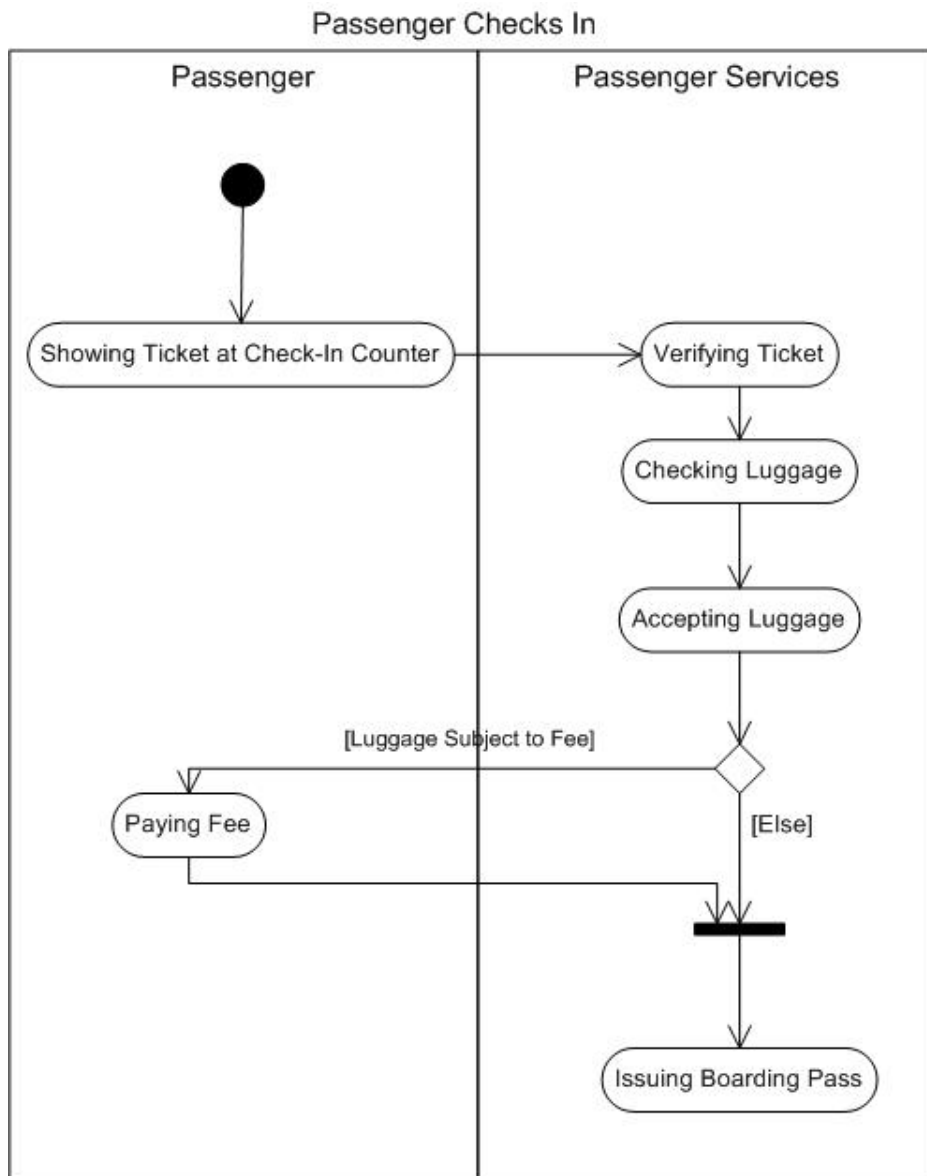 Passenger Checks In
Passenger
Passenger Services
Showing Ticket at Check-In Counter
Verifying Ticket
Checking Luggage
Accepting Luggage
[Luggage Subject to Fee]
Paying Fee
[Else]
Issuing Boarding Pass